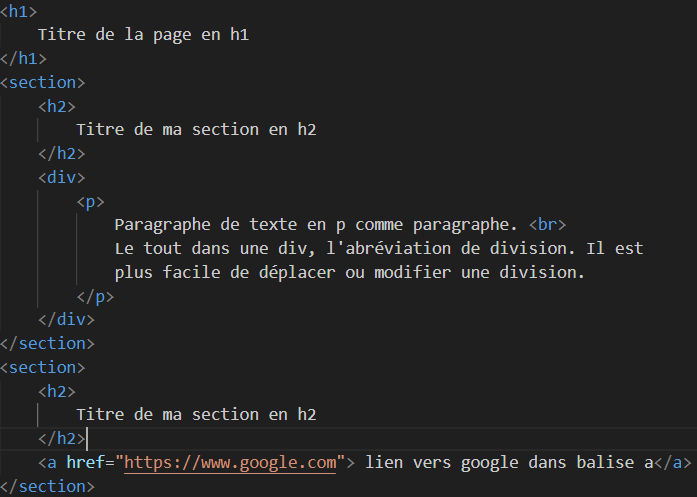 <h1>
Titre de la page en h1
</h1>
<section>
<h2>
Titre de ma section en h2
</h2>
<div>
<p>
Paragraphe de texte en p comme paragraphe. <br>
Le tout dans une div, l'abréviation de division. Il est
plus facile de déplacer ou modifier une division.
</p>
</div>
</section>
<section>
<h2>
Titre de ma section en h2
</h2>
<a href="https://www.google.com"> lien vers google dans balise a</a>
</section>